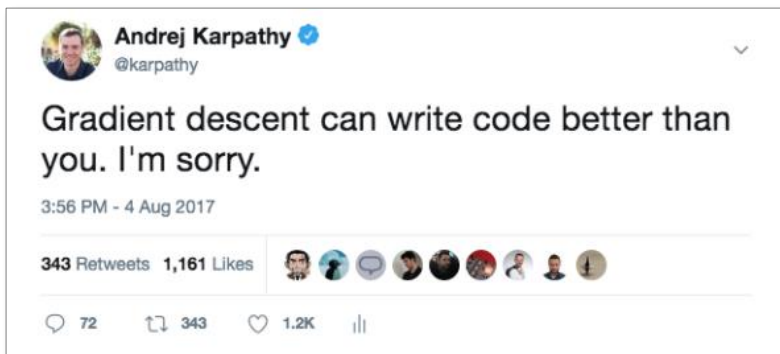 Andrej Karpathy
@karpathy
Gradient descent can write code better than
you. I'm sorry.
3:56 PM - 4 Aug 2017
343 Retweets 1,161 Likes
72 343 1.2K